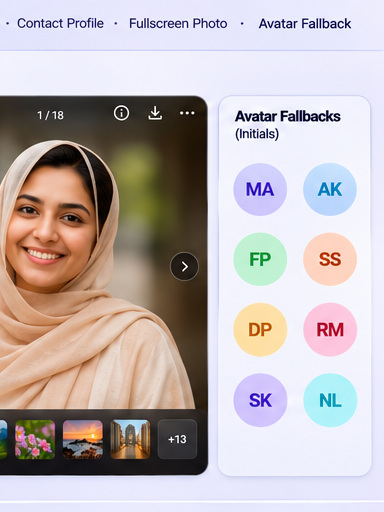 • Contact Profile • Fullscreen Photo • Avatar Fallback
1 / 18
+13
Avatar Fallbacks
(Initials)
MA AK
FP SS
DP RM
SK NL